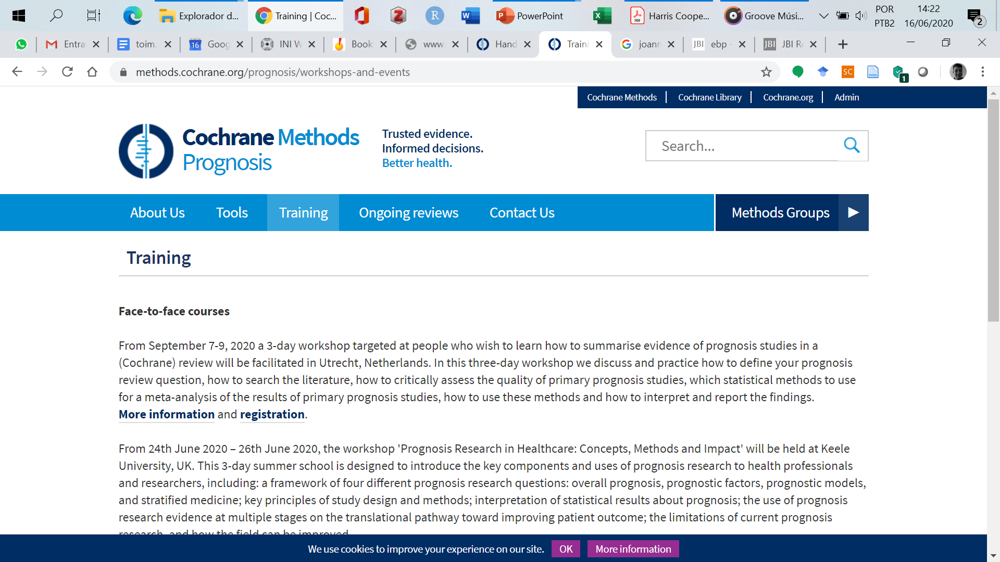 Explorador d...
Training | Coc...
PowerPoint
Harris Coope...
Groove Músi...
POR
PTB2
14:22
16/06/2020
2
Entra
toim.
16
Goog
INI W
Book
www.
Hand
Traini
joann
JBI
ebp -
JBI
JBI Re
methods.cochrane.org/prognosis/workshops-and-events
SC
1
Cochrane Methods
Cochrane Library
Cochrane.org
Admin
Cochrane Methods
Prognosis
Trusted evidence.
Informed decisions.
Better health.
Search...
About Us
Tools
Training
Ongoing reviews
Contact Us
Methods Groups
Training
Face-to-face courses
From September 7-9, 2020 a 3-day workshop targeted at people who wish to learn how to summarise evidence of prognosis studies in a
(Cochrane) review will be facilitated in Utrecht, Netherlands. In this three-day workshop we discuss and practice how to define your prognosis
review question, how to search the literature, how to critically assess the quality of primary prognosis studies, which statistical methods to use
for a meta-analysis of the results of primary prognosis studies, how to use these methods and how to interpret and report the findings.
More information and registration.
From 24th June 2020 – 26th June 2020, the workshop 'Prognosis Research in Healthcare: Concepts, Methods and Impact' will be held at Keele
University, UK. This 3-day summer school is designed to introduce the key components and uses of prognosis research to health professionals
and researchers, including: a framework of four different prognosis research questions: overall prognosis, prognostic factors, prognostic models,
and stratified medicine; key principles of study design and methods; interpretation of statistical results about prognosis; the use of prognosis
research evidence at multiple stages on the translational pathway toward improving patient outcome; the limitations of current prognosis
research, and how the field can be improved.
We use cookies to improve your experience on our site.
OK
More information